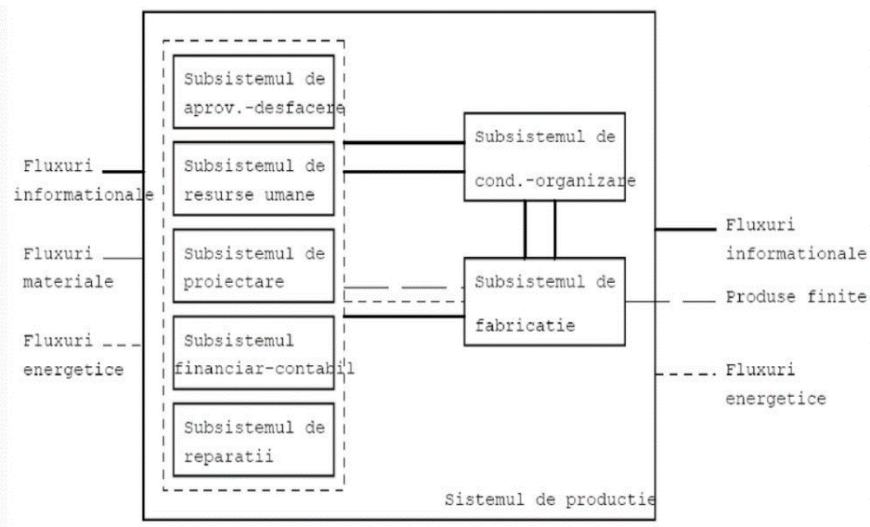 Subsistemul de
aprov.-desfacere
Subsistemul de
resurse umane
Subsistemul de
proiectare
Subsistemul
financiar-contabil
Subsistemul de
reparatii
Subsistemul de
cond.-organizare
Subsistemul de
fabricatie
Fluxuri
informationale
Fluxuri
materiale
Fluxuri
energetice
Fluxuri
informationale
Produse finite
Fluxuri
energetice
Sistemul de productie